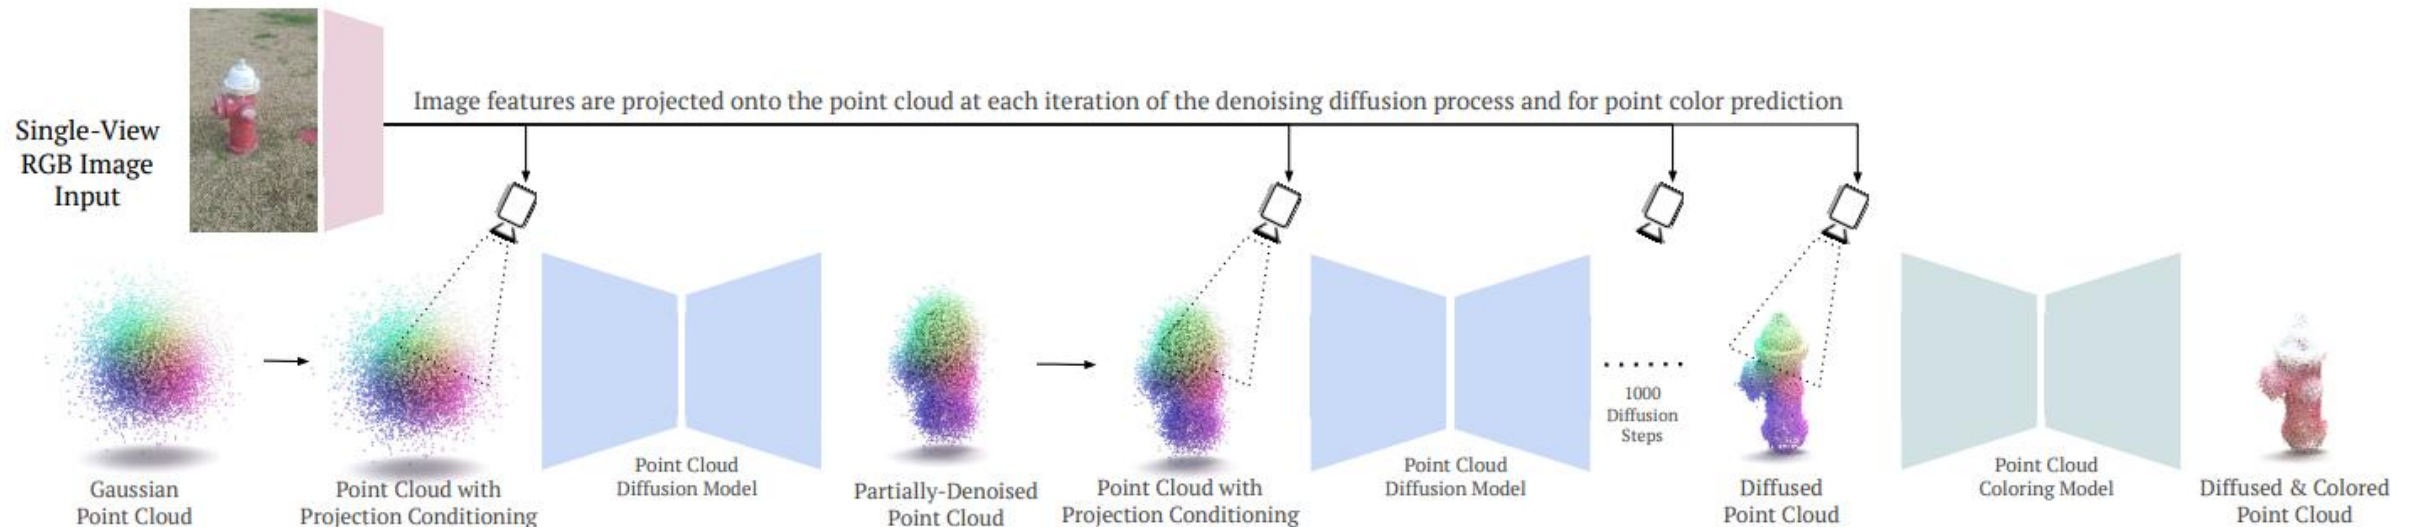 Image features are projected onto the point cloud at each iteration of the denoising diffusion process and for point color prediction
Single-View
RGB Image
Input
Gaussian
Point Cloud
Point Cloud with
Projection Conditioning
Point Cloud
Diffusion Model
Partially-Denoised
Point Cloud
Point Cloud with
Projection Conditioning
Point Cloud
Diffusion Model
1000
Diffusion
Steps
Diffused
Point Cloud
Point Cloud
Coloring Model
Diffused & Colored
Point Cloud